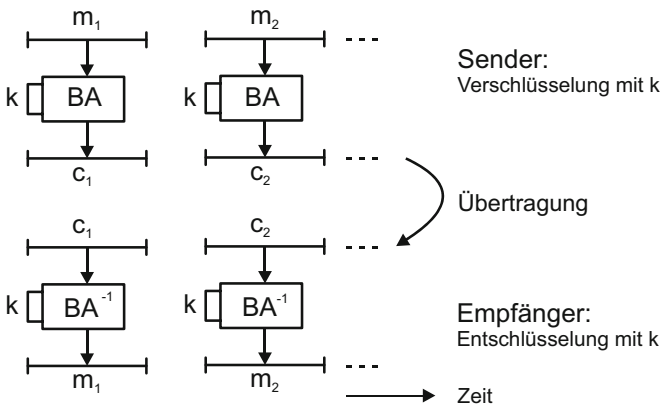 m₁ m₂
Sender:
Verschlüsselung mit k
k BA k BA
c₁ c₂
Übertragung
c₁ c₂
k BA⁻¹ k BA⁻¹
Empfänger:
Entschlüsselung mit k
m₁ m₂
Zeit